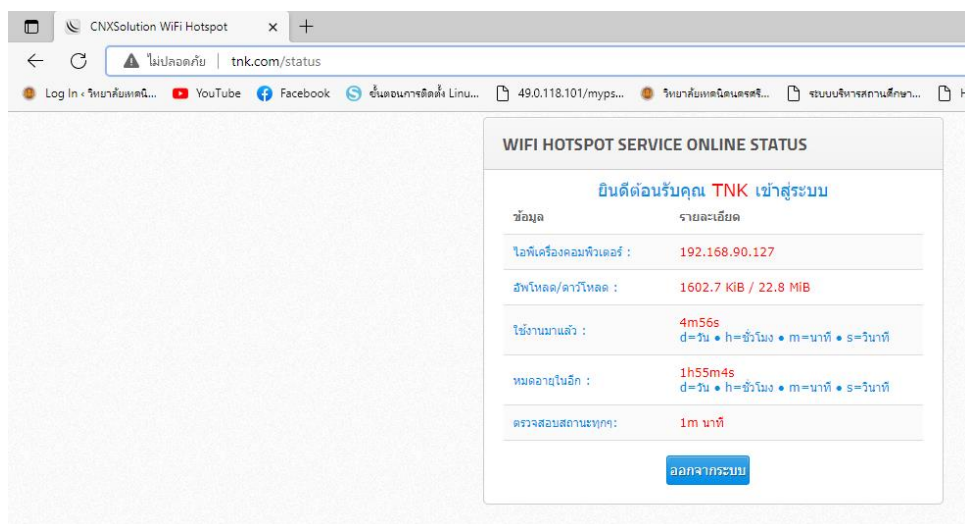 CNXSolution WiFi Hotspot
ไม่ปลอดภัย | tnk.com/status
Log In ‹ วิทยาลัยเทคนิ... YouTube Facebook ขั้นตอนการติดตั้ง Linu... 49.0.118.101/myps... วิทยาลัยเทคนิคนครศรี... ระบบบริหารสถานศึกษา... H
WIFI HOTSPOT SERVICE ONLINE STATUS
ยินดีต้อนรับคุณ TNK เข้าสู่ระบบ
ข้อมูล รายละเอียด
ไอพีเครื่องคอมพิวเตอร์ : 192.168.90.127
อัพโหลด/ดาว์โหลด : 1602.7 KiB / 22.8 MiB
ใช้งานมาแล้ว : 4m56s
d=วัน ● h=ชั่วโมง ● m=นาที ● s=วินาที
หมดอายุในอีก : 1h55m4s
d=วัน ● h=ชั่วโมง ● m=นาที ● s=วินาที
ตรวจสอบสถานะทุกๆ: 1m นาที
ออกจากระบบ